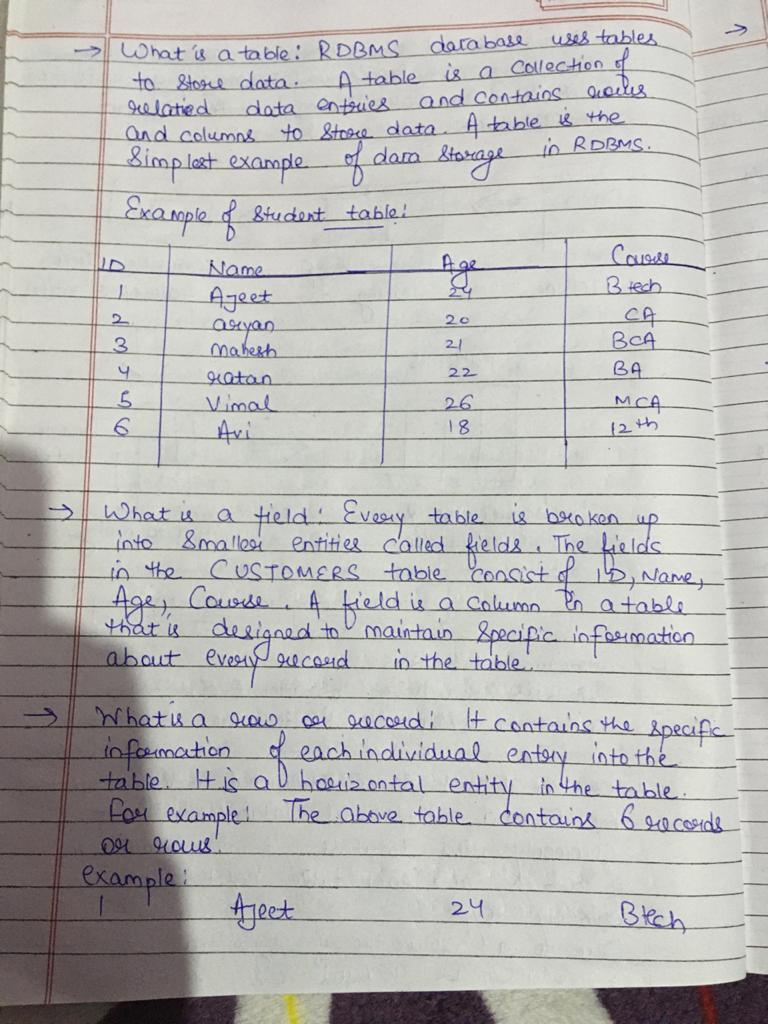 → What is a table: RDBMS darabase uses tables
to store data. A table is a collection of
related data entries and contains rows
and columns to store data. A table is the
Simplest example of dara storage in RDBMS.
Example of Student table:
ID Name Age Course
1 Ajeet 24 B tech
2 aryan 20 CA
3 Mahesh 21 BCA
4 ratan 22 BA
5 Vimal 26 MCA
6 Avi 18 12th
→ What is a field: Every table is broken up
into smaller entities called fields. The fields
in the CUSTOMERS table consist of ID, Name,
Age, Course. A field is a column in a table
that is designed to maintain specific information
about every record in the table.
→ What is a row or record: It contains the specific
information of each individual entry into the
table. It is a horizontal entity in the table.
For example: The above table contains 6 records
or rows.
example:
1 Ajeet 24 Btech
→